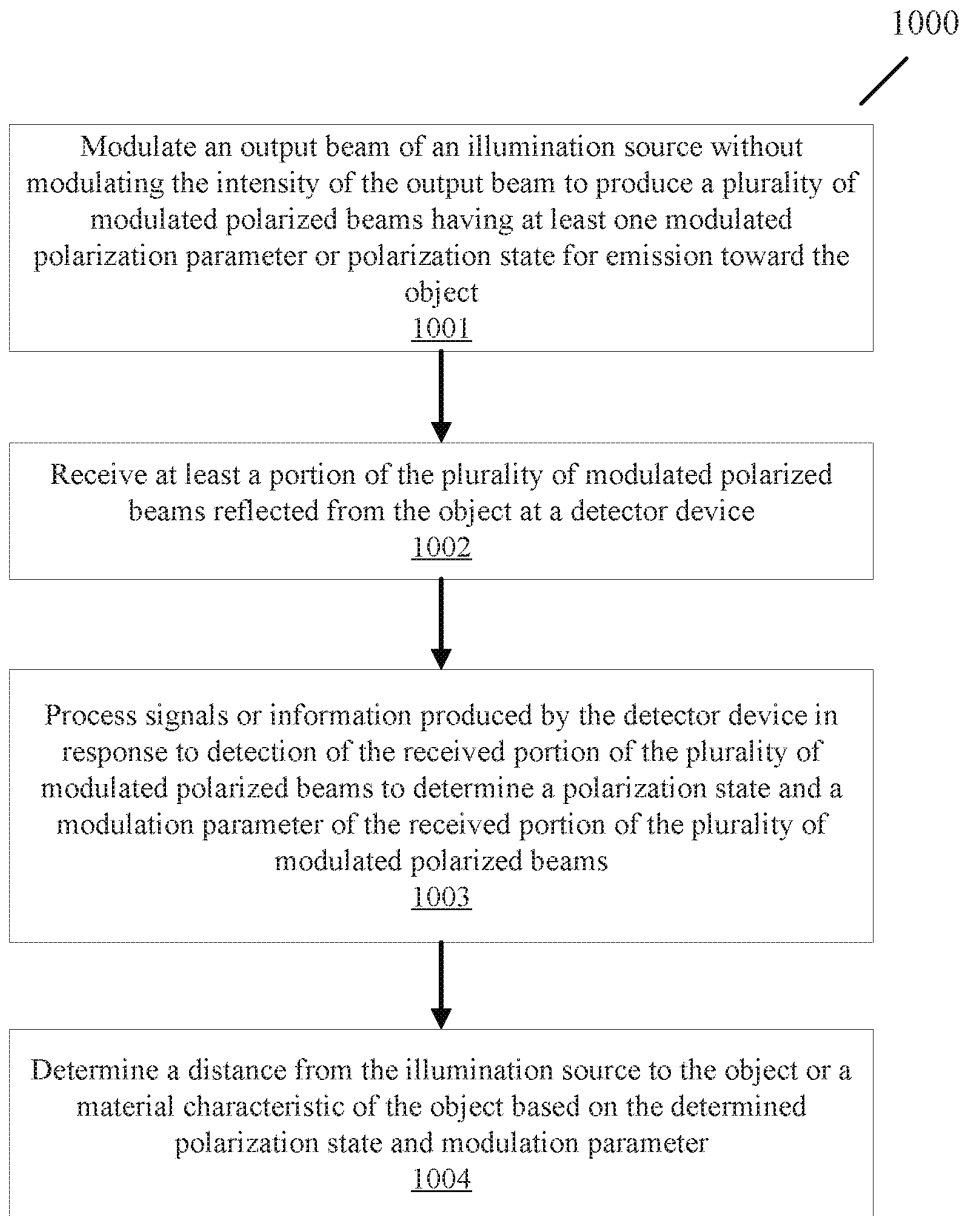 1000
Modulate an output beam of an illumination source without
modulating the intensity of the output beam to produce a plurality of
modulated polarized beams having at least one modulated
polarization parameter or polarization state for emission toward the
object
1001
Receive at least a portion of the plurality of modulated polarized
beams reflected from the object at a detector device
1002
Process signals or information produced by the detector device in
response to detection of the received portion of the plurality of
modulated polarized beams to determine a polarization state and a
modulation parameter of the received portion of the plurality of
modulated polarized beams
1003
Determine a distance from the illumination source to the object or a
material characteristic of the object based on the determined
polarization state and modulation parameter
1004